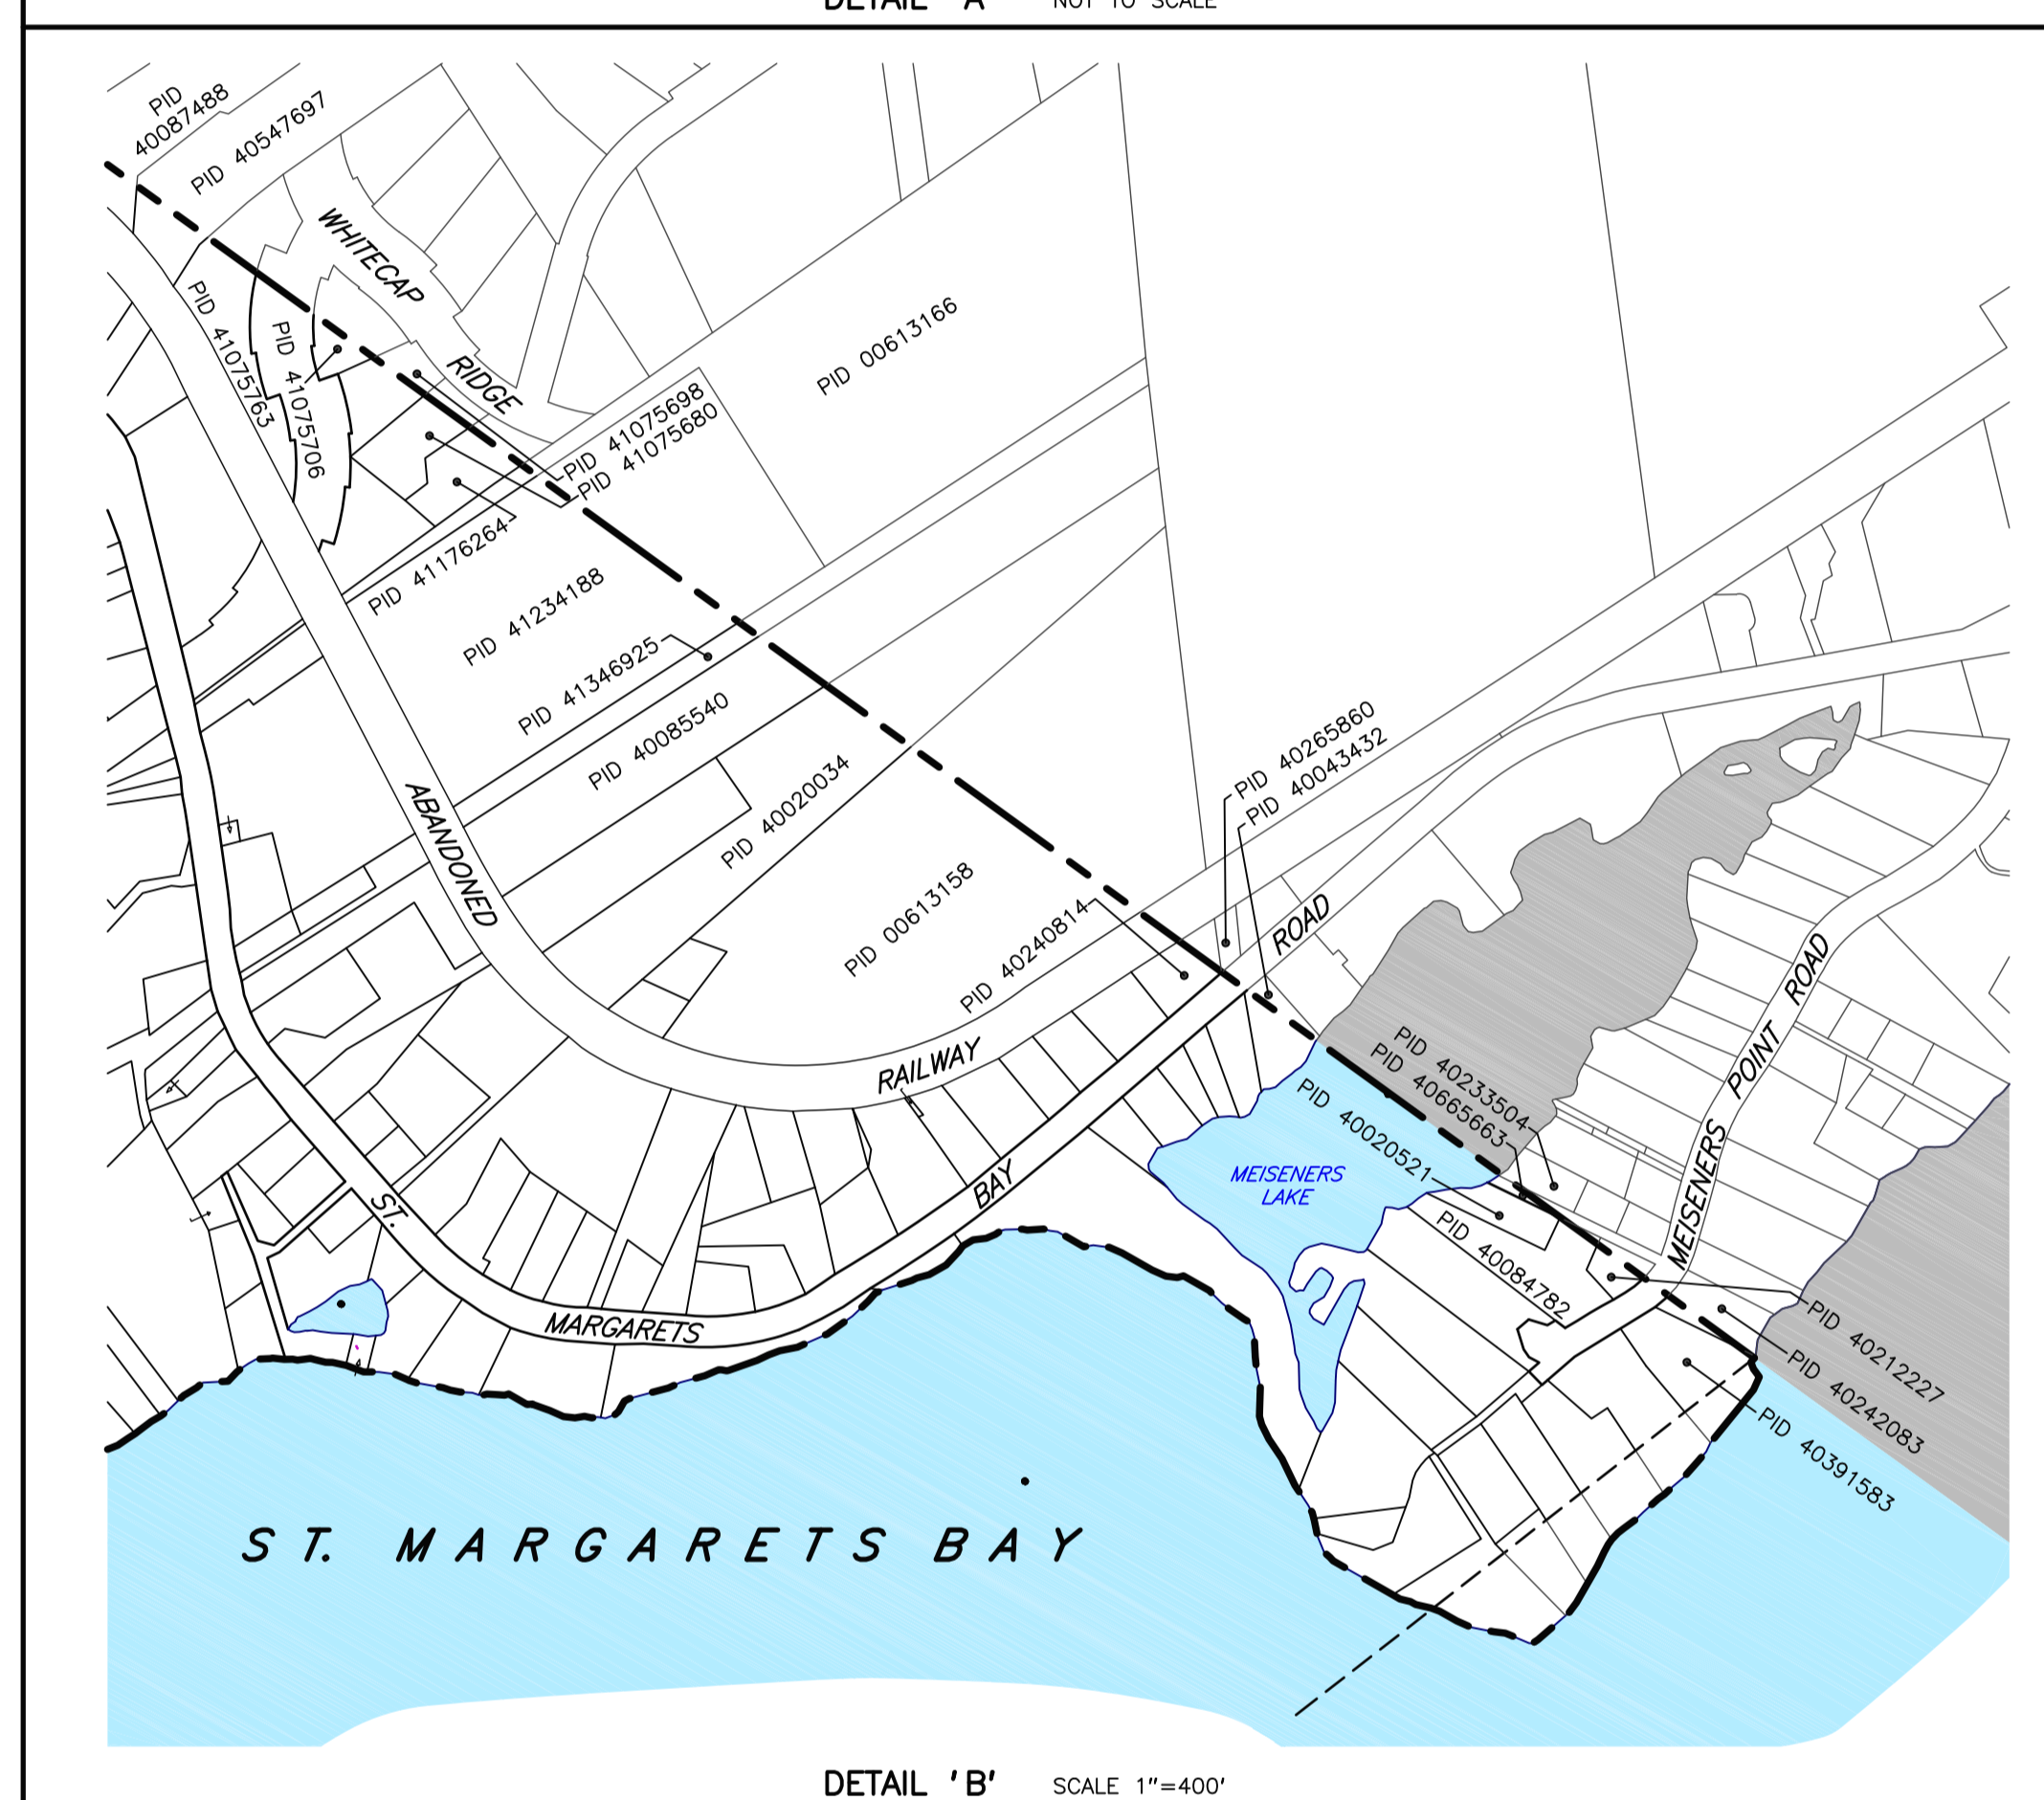 DETAIL 'A' NOT TO SCALE
PID
40087488
PID 40547697
WHITECAP
RIDGE
PID 41075763
PID 41075706
PID 41075698
PID 41075680
PID 00613166
PID 41176264
PID 41234188
PID 41346925
PID 40085540
PID 40020034
PID 00613158
PID 40240814
PID 40265860
PID 40043432
ABANDONED
RAILWAY
ST.
MARGARETS
BAY
ROAD
PID 40233504
PID 40665663
PID 40020521
PID 40084782
MEISENERS
LAKE
MEISENERS POINT ROAD
PID 40212227
PID 40242083
PID 40391583
ST. MARGARETS BAY
DETAIL 'B' SCALE 1"=400'